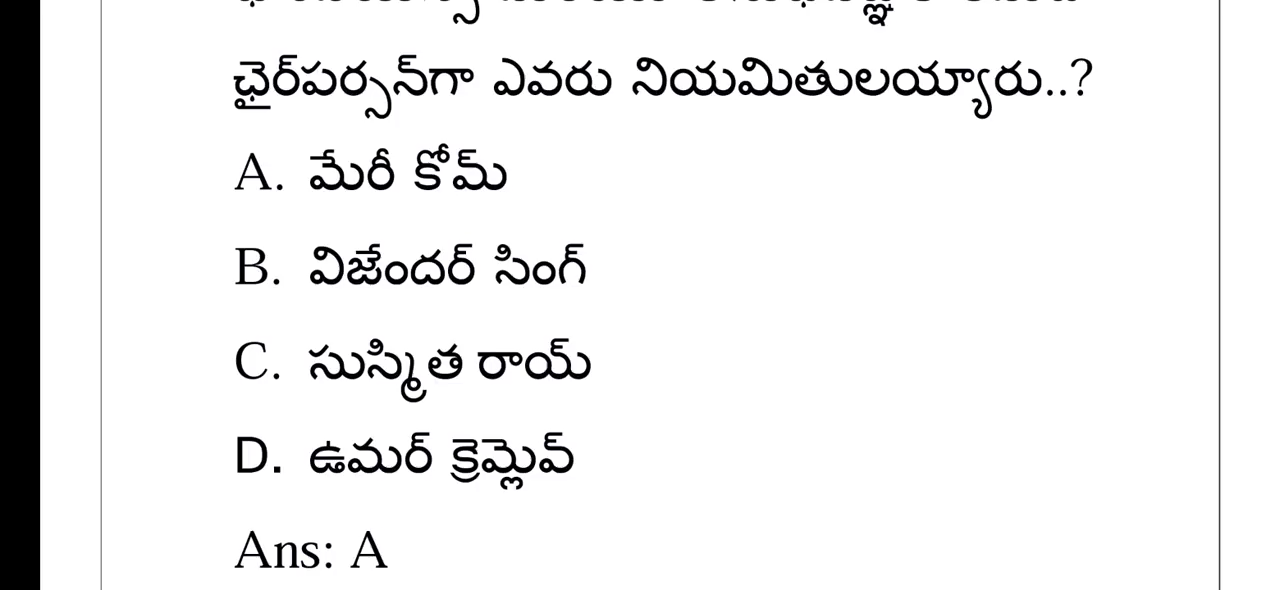 ఛైర్‌పర్సన్‌గా ఎవరు నియమితులయ్యారు..?
A. మేరీ కోమ్
B. విజేందర్ సింగ్
C. సుస్మిత రాయ్
D. ఉమర్ క్రెమ్లెవ్
Ans: A